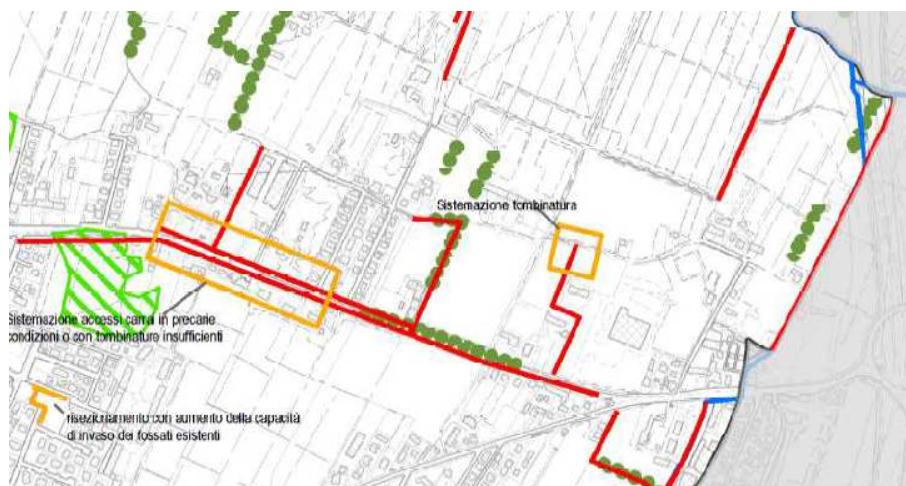 Sistemazione tombinatura
Sistemazione accessi carra in precarie
condizioni o con tombinature insufficienti
risezionamento con aumento della capacità
di invaso dei fossati esistenti